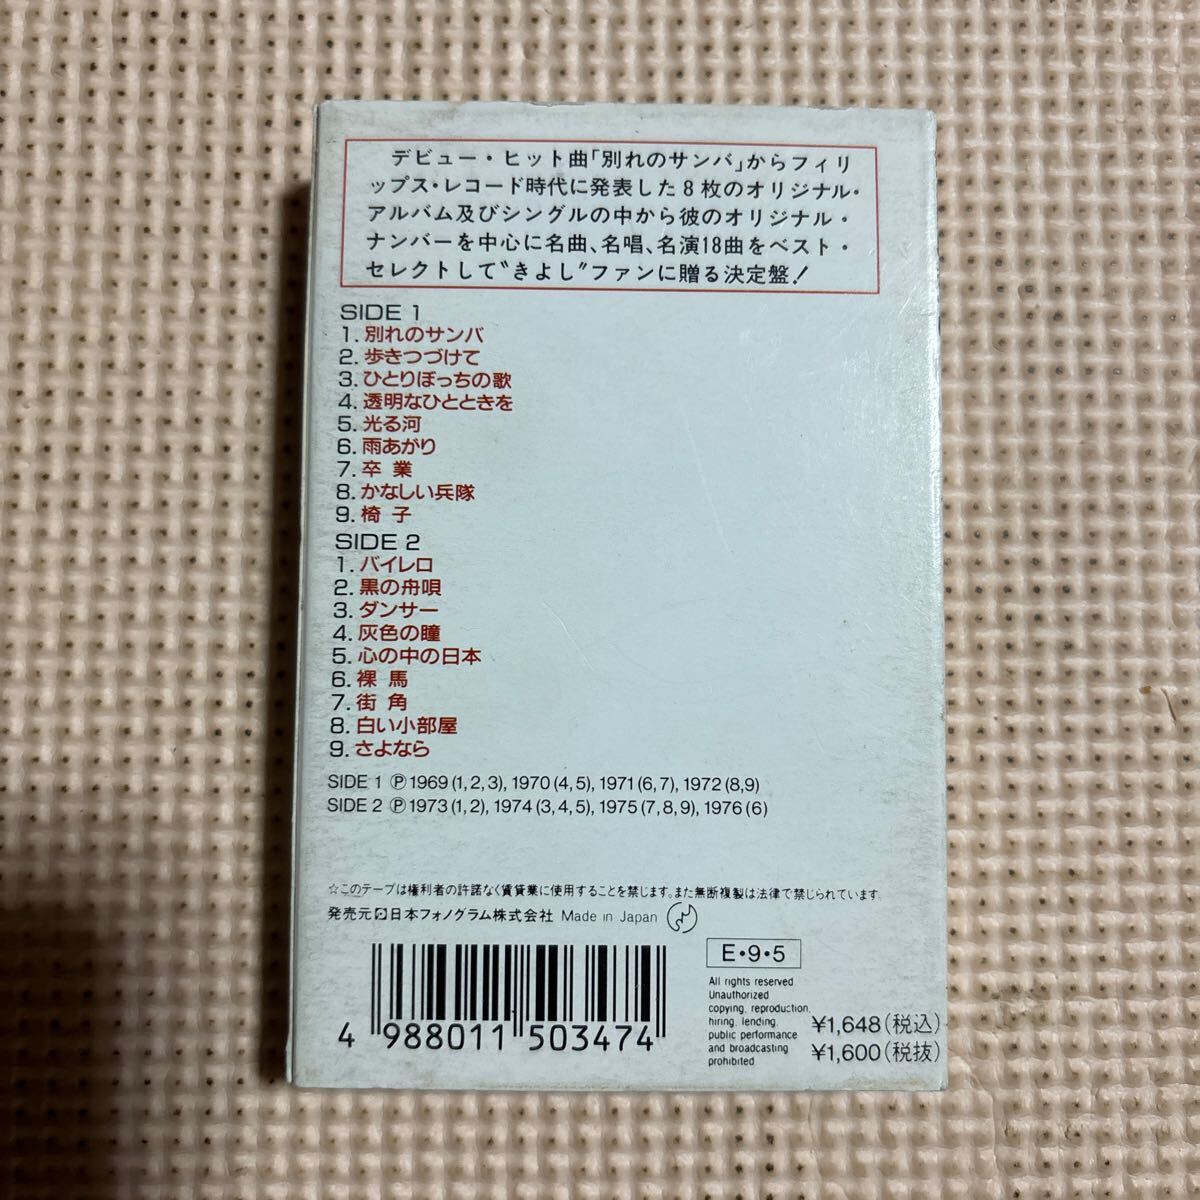 デビュー・ヒット曲「別れのサンバ」からフィリ
ップス・レコード時代に発表した8枚のオリジナル・
アルバム及びシングルの中から彼のオリジナル・
ナンバーを中心に名曲、名唱、名演18曲をベスト・
セレクトして“きよし”ファンに贈る決定盤!
SIDE 1
1. 別れのサンバ
2. 歩きつづけて
3. ひとりぼっちの歌
4. 透明なひとときを
5. 光る河
6. 雨あがり
7. 卒業
8. かなしい兵隊
9. 椅子
SIDE 2
1. バイレロ
2. 黒の舟唄
3. ダンサー
4. 灰色の瞳
5. 心の中の日本
6. 裸馬
7. 街角
8. 白い小部屋
9. さよなら
SIDE 1 Ⓟ1969 (1, 2, 3), 1970 (4, 5), 1971 (6, 7), 1972 (8, 9)
SIDE 2 Ⓟ1973 (1, 2), 1974 (3, 4, 5), 1975 (7, 8, 9), 1976 (6)
☆このテープは権利者の許諾なく賃貸業に使用することを禁じます。また無断複製は法律で禁じられています。
発売元 日本フォノグラム株式会社 Made in Japan
4 988011 503474
E・9・5
All rights reserved.
Unauthorized
copying, reproduction,
hiring, lending,
public performance
and broadcasting
prohibited.
¥1,648(税込)
¥1,600(税抜)